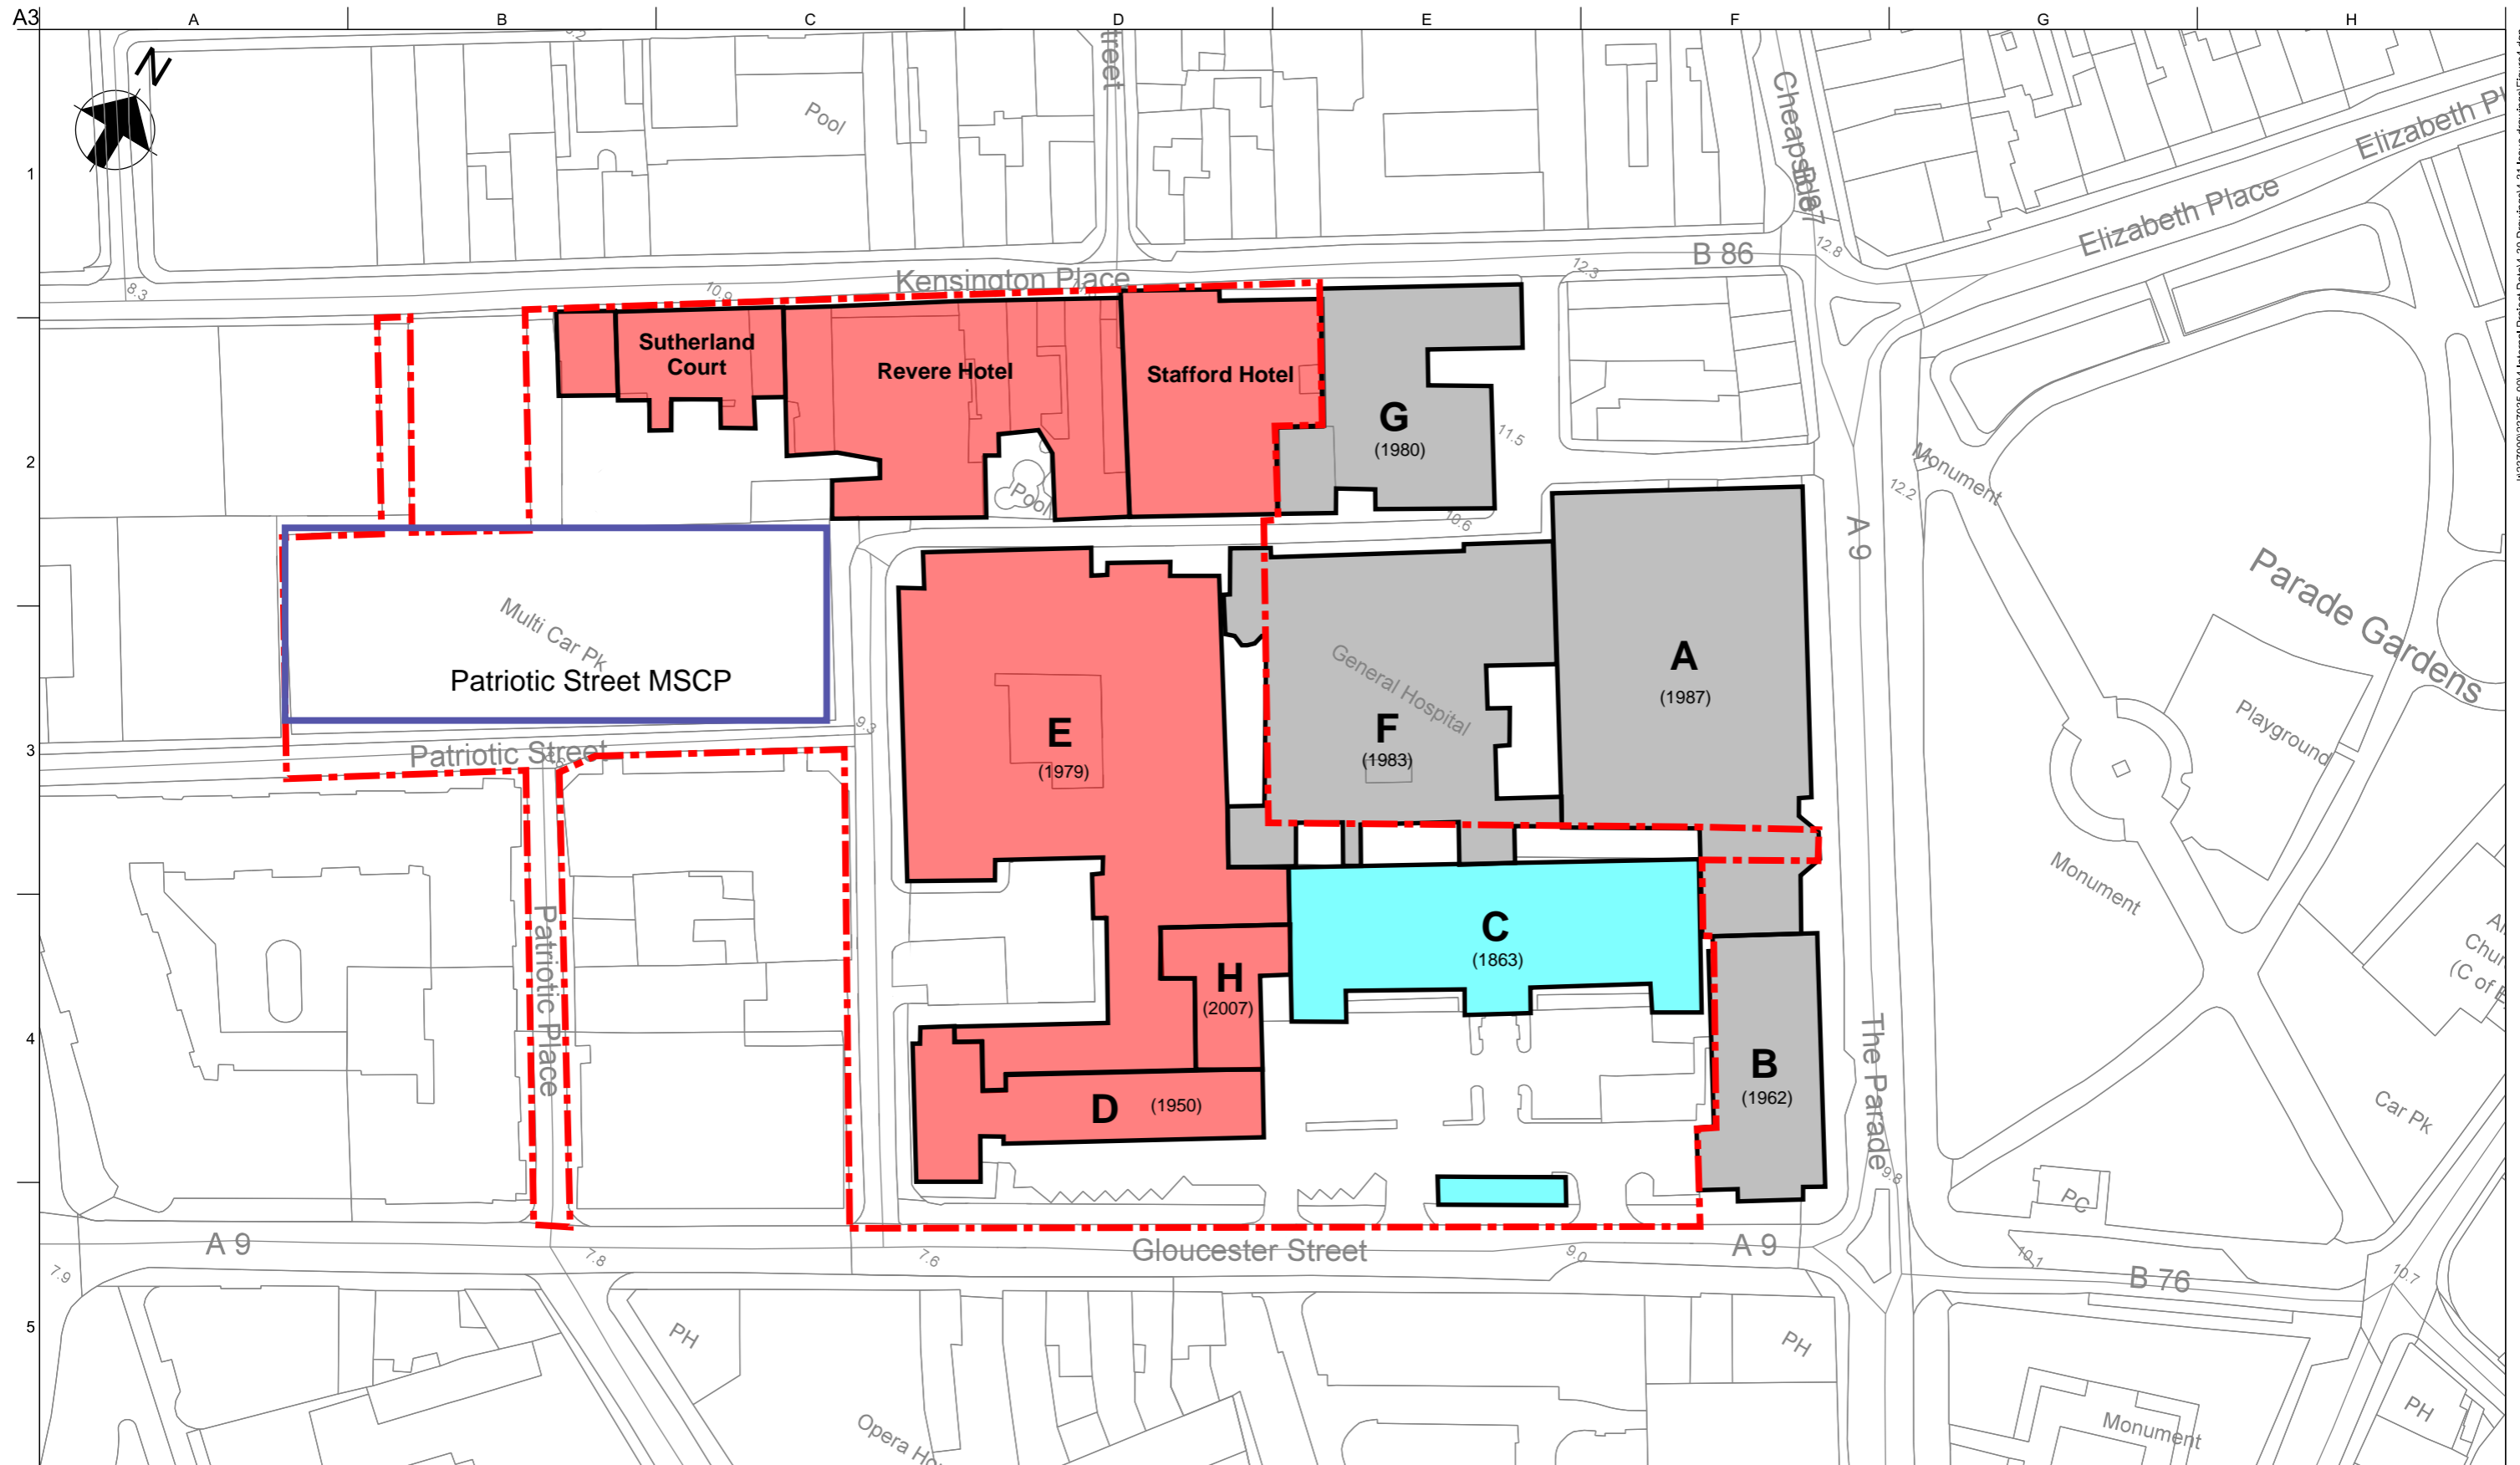 A3
A
B
C
D
E
F
G
H
1
2
3
4
5
N
Pool
Cheapside
Elizabeth Place
Elizabeth
B 86
12.8
12.3
8.3
10.9
Kensington Place
Sutherland
Court
Revere Hotel
Stafford Hotel
G
(1980)
11.5
Pool
10.6
A 9
12.2
Monument
Parade Gardens
Multi Car Pk
Patriotic Street MSCP
General Hospital
A
(1987)
Playground
9.3
Patriotic Street
E
(1979)
F
(1983)
Monument
Patriotic Place
C
(1863)
H
(2007)
(C of
B
(1962)
The Parade
D
(1950)
Car Pk
9.8
PC
A 9
7.9
7.8
7.6
Gloucester Street
9.0
A 9
10.1
B 76
10.7
PH
PH
PH
Opera
Monument